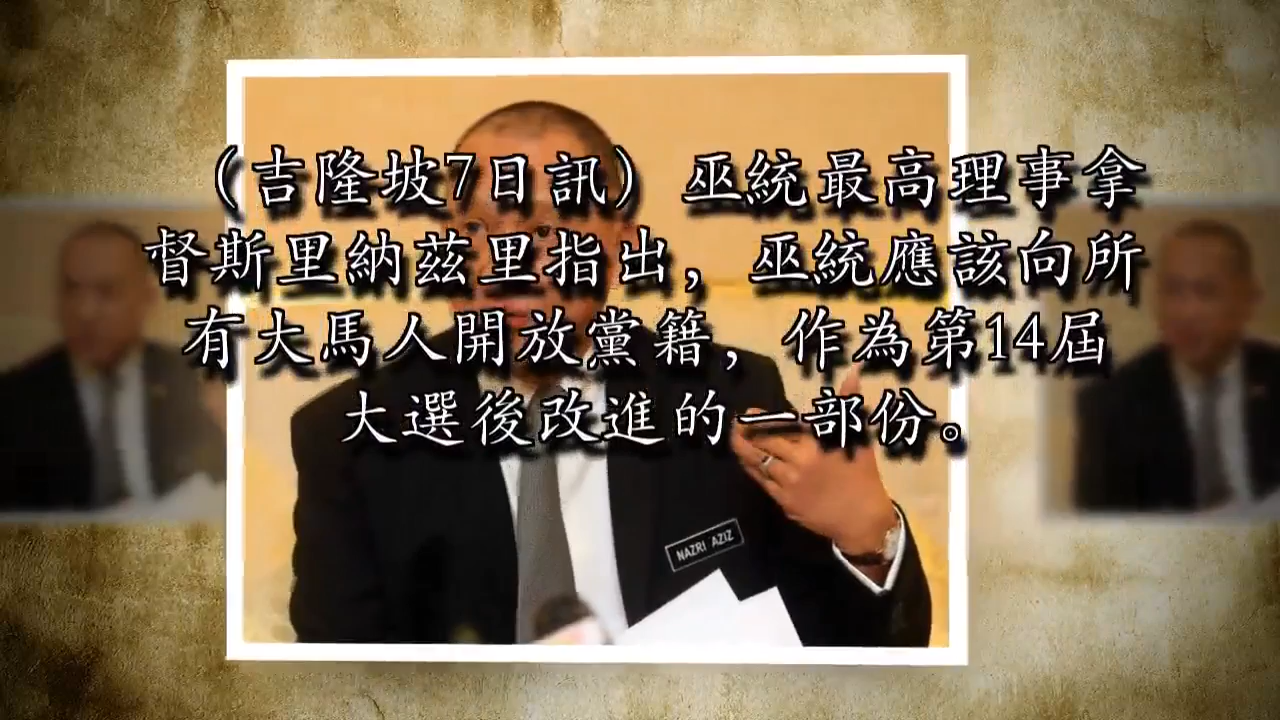 （吉隆坡7日訊）巫統最高理事拿
督斯里納茲里指出，巫統應該向所
有大馬人開放黨籍，作為第14屆
大選後改進的一部份。
NAZRI AZIZ